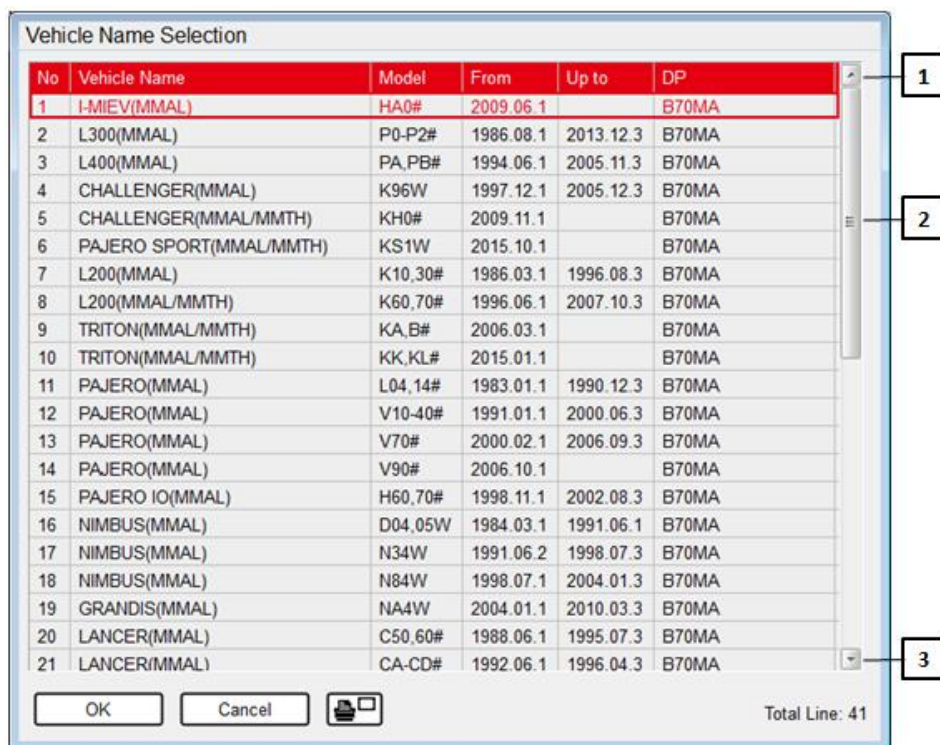 Vehicle Name Selection
No Vehicle Name Model From Up to DP
1 I-MIEV(MMAL) HA0# 2009.06.1 B70MA
2 L300(MMAL) P0-P2# 1986.08.1 2013.12.3 B70MA
3 L400(MMAL) PA,PB# 1994.06.1 2005.11.3 B70MA
4 CHALLENGER(MMAL) K96W 1997.12.1 2005.12.3 B70MA
5 CHALLENGER(MMAL/MMTH) KH0# 2009.11.1 B70MA
6 PAJERO SPORT(MMAL/MMTH) KS1W 2015.10.1 B70MA
7 L200(MMAL) K10,30# 1986.03.1 1996.08.3 B70MA
8 L200(MMAL/MMTH) K60,70# 1996.06.1 2007.10.3 B70MA
9 TRITON(MMAL/MMTH) KA,B# 2006.03.1 B70MA
10 TRITON(MMAL/MMTH) KK,KL# 2015.01.1 B70MA
11 PAJERO(MMAL) L04,14# 1983.01.1 1990.12.3 B70MA
12 PAJERO(MMAL) V10-40# 1991.01.1 2000.06.3 B70MA
13 PAJERO(MMAL) V70# 2000.02.1 2006.09.3 B70MA
14 PAJERO(MMAL) V90# 2006.10.1 B70MA
15 PAJERO IO(MMAL) H60,70# 1998.11.1 2002.08.3 B70MA
16 NIMBUS(MMAL) D04,05W 1984.03.1 1991.06.1 B70MA
17 NIMBUS(MMAL) N34W 1991.06.2 1998.07.3 B70MA
18 NIMBUS(MMAL) N84W 1998.07.1 2004.01.3 B70MA
19 GRANDIS(MMAL) NA4W 2004.01.1 2010.03.3 B70MA
20 LANCER(MMAL) C50,60# 1988.06.1 1995.07.3 B70MA
21 LANCER(MMAL) CA-CD# 1992.06.1 1996.04.3 B70MA
OK Cancel Total Line: 41
1
2
3